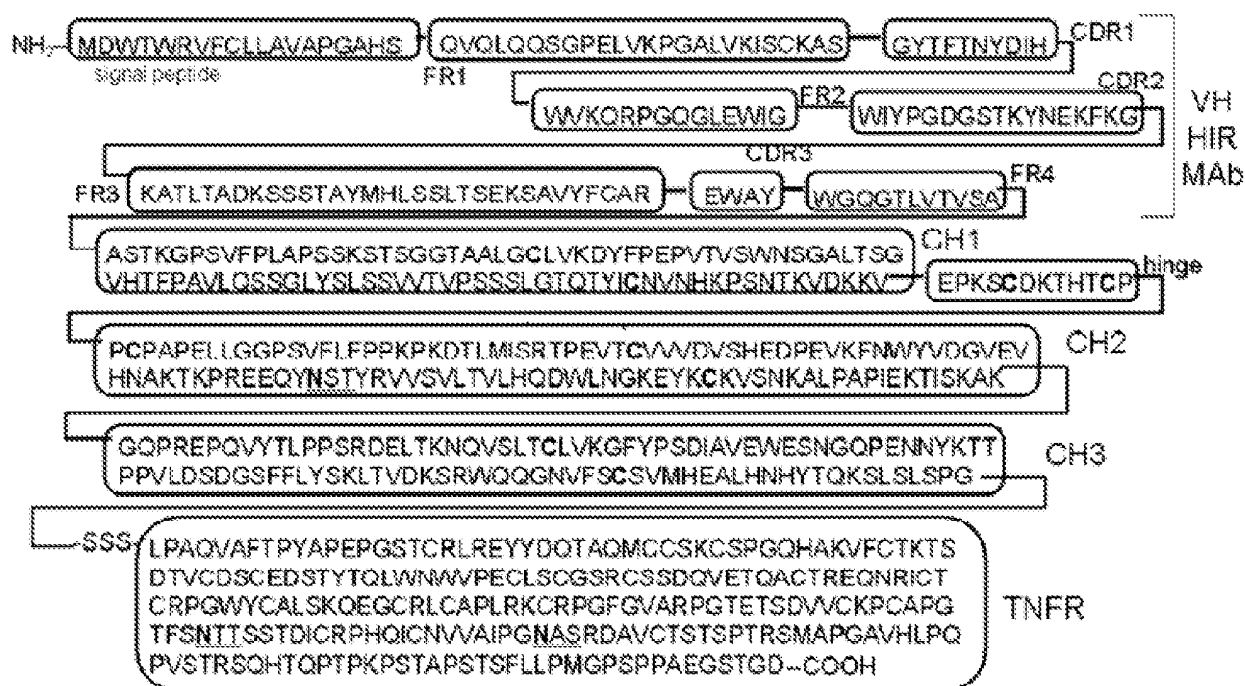 NH2- MDWTWRVFCLLAVAPGAHS QVQLQQSGPELVKPGALVKISCKAS GYTFTNYDIH CDR1
signal peptide FR1 CDR2
WVKQRPGQGLEWIG FR2 WIYPGDGSTKYNEKFKG
VH
HIR
MAb
CDR3
FR3 KATLTADKSSSTAYMHLSSLTSEKSAVYFCAR EWAY WGQGTLVTVSA FR4
ASTKGPSVFPLAPSSKSTSGGTAALGCLVKDYFPEPVTVSWNSGALTSG CH1
VHTFPAVLQSSGLYSLSSVVTVPSSSLGTQTYICNVNHKPSNTKVDKKV EPKSCDKTHTCP hinge
PCPAPELLGGPSVFLFPPKPKDTLMISRTPEVTCVVVDVSHEDPEVKFNWYVDGVEV CH2
HNAKTKPREEQYNSTYRVVSVLTVLHQDWLNGKEYKCKVSNKALPAPIEKTISKAK
GQPREPQVYTLPPSRDELTKNQVSLTCLVKGFYPSDIAVEWESNGQPENNYKTT CH3
PPVLDSDGSFFLYSKLTVDKSRWQQGNVFSCSVMHEALHNHYTQKSLSLSPG
-SSS- LPAQVAFTPYAPEPGSTCRLREYYDQTAQMCCSKCSPGQHAKVFCTKTS
DTVCDSCEDSTYTQLWNWVPECLSCGSRCSSDQVETQACTREQNRICT
CRPGWYCALSKQEGCRLCAPLRKCRPGFGVARPGTETSDVVCKPCAPG TNFR
TFSNTTSSTDICRPHQICNVVAIPGNASRDAVCTSTSPTRSMAPGAVHLPQ
PVSTRSQHTQPTPKPSTAPSTSFLLPMGPSPPAEGSTGD--COOH